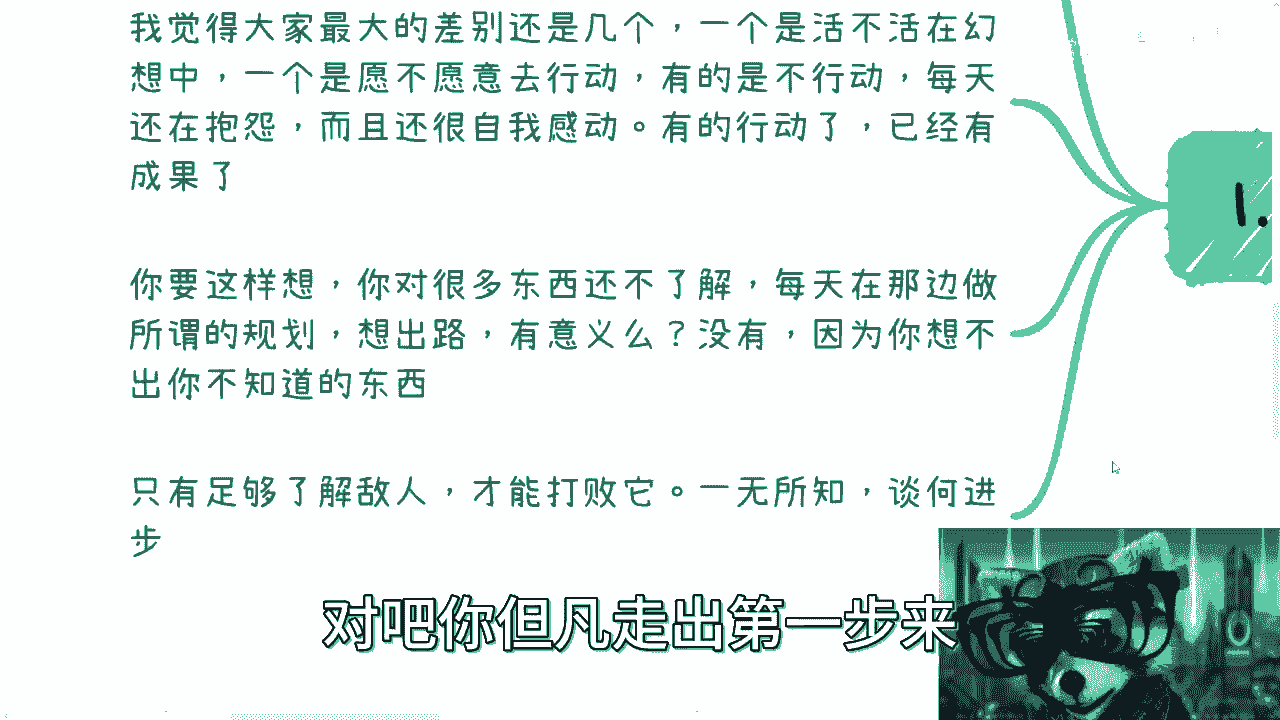 我觉得大家最大的差别还是几个，一个是活不活在幻
想中，一个是愿不愿意去行动，有的是不行动，每天
还在抱怨，而且还很自我感动。有的行动了，已经有
成果了
你要这样想，你对很多东西还不了解，每天在那边做
所谓的规划，想出路，有意义么？没有，因为你想不
出你不知道的东西
只有足够了解敌人，才能打败它。一无所知，谈何进
步
1.
对吧你但凡走出第一步来